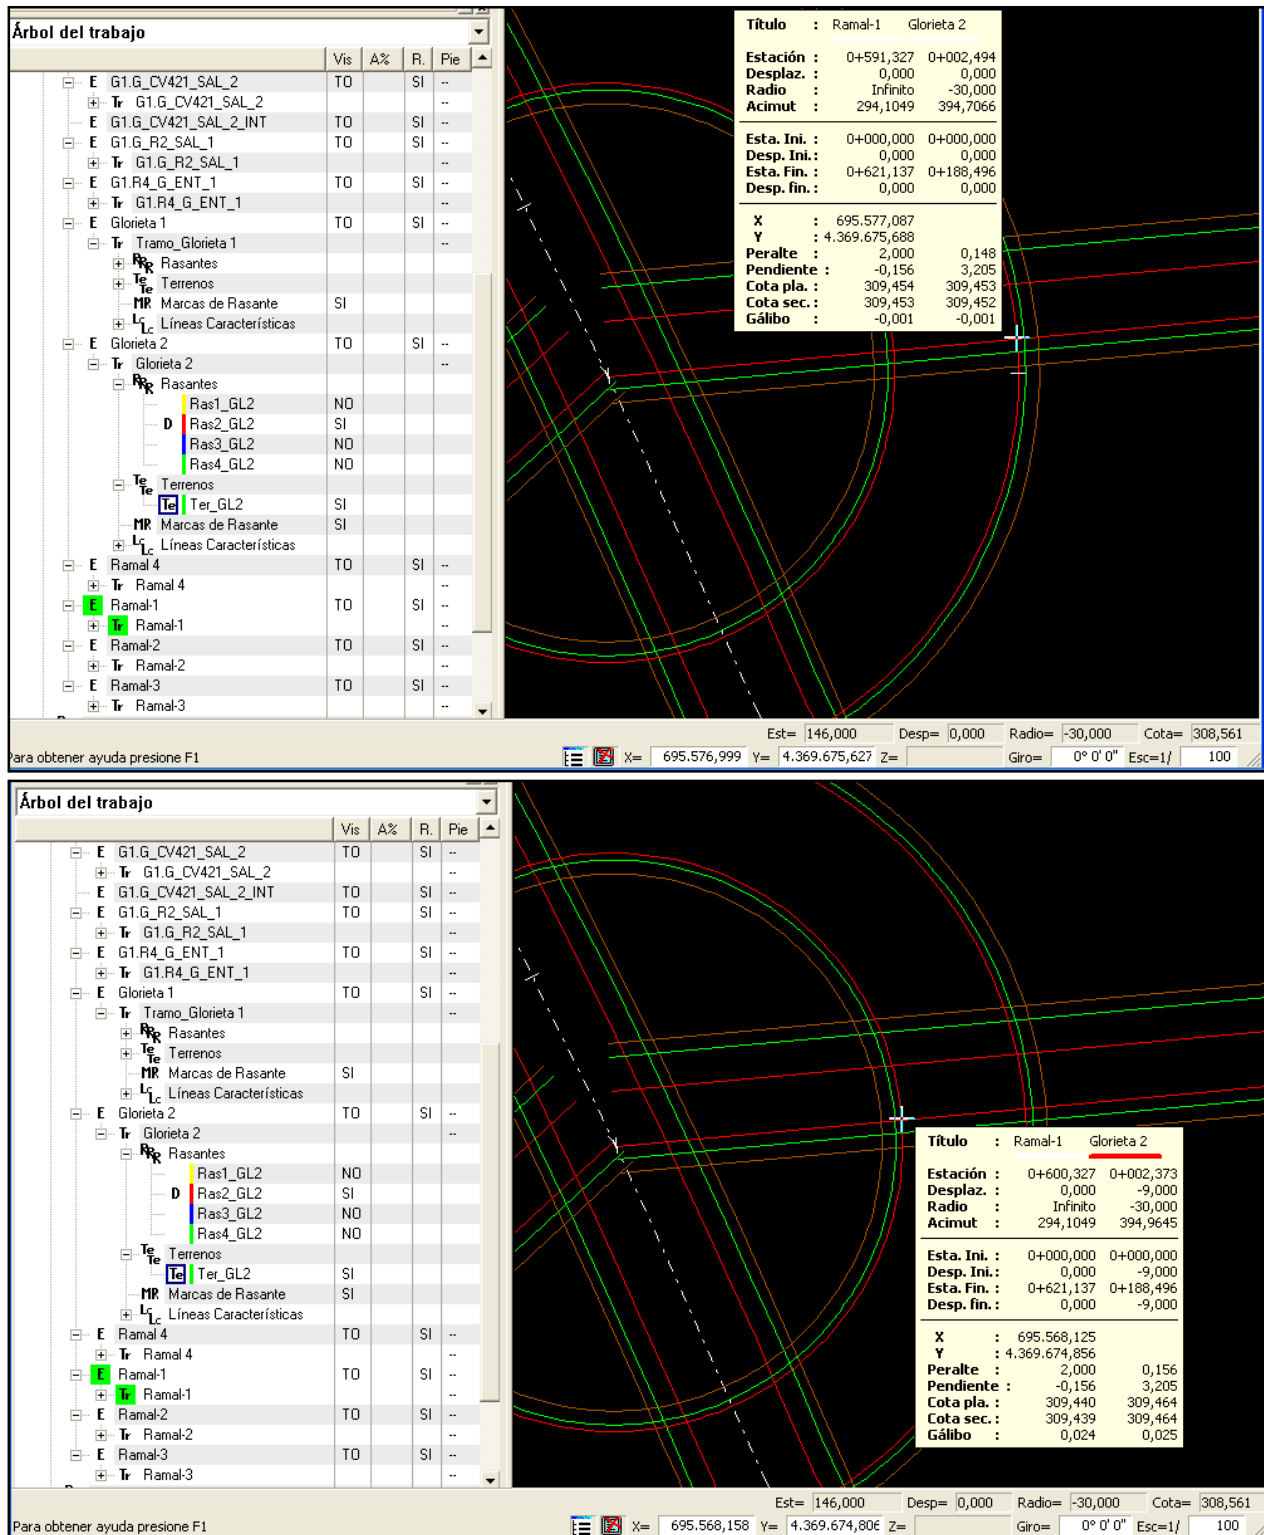 Árbol del trabajo
Vis A% R. Pie
E G1.G_CV421_SAL_2 TO SI --
Tr G1.G_CV421_SAL_2 --
E G1.G_CV421_SAL_2_INT TO SI --
E G1.G_R2_SAL_1 TO SI --
Tr G1.G_R2_SAL_1 --
E G1.R4_G_ENT_1 TO SI --
Tr G1.R4_G_ENT_1 --
E Glorieta 1 TO SI --
Tr Tramo_Glorieta 1 --
RRR Rasantes
TeTe Terrenos
MR Marcas de Rasante SI
LcLc Líneas Características
E Glorieta 2 TO SI --
Tr Glorieta 2 --
RRR Rasantes
Ras1_GL2 NO
D Ras2_GL2 SI
Ras3_GL2 NO
Ras4_GL2 NO
TeTe Terrenos
Te Ter_GL2 SI
MR Marcas de Rasante SI
LcLc Líneas Características
E Ramal 4 TO SI --
Tr Ramal 4 --
E Ramal-1 TO SI --
Tr Ramal-1 --
E Ramal-2 TO SI --
Tr Ramal-2 --
E Ramal-3 TO SI --
Tr Ramal-3 --
Título : Ramal-1 Glorieta 2
Estación : 0+591,327 0+002,494
Desplaz. : 0,000 0,000
Radio : Infinito -30,000
Acimut : 294,1049 394,7066
Esta. Ini. : 0+000,000 0+000,000
Desp. Ini. : 0,000 0,000
Esta. Fin. : 0+621,137 0+188,496
Desp. fin. : 0,000 0,000
X : 695.577,087
Y : 4.369.675,688
Peralte : 2,000 0,148
Pendiente : -0,156 3,205
Cota pla. : 309,454 309,453
Cota sec. : 309,453 309,452
Gálibo : -0,001 -0,001
Est= 146,000 Desp= 0,000 Radio= -30,000 Cota= 308,561
Para obtener ayuda presione F1 X= 695.576,999 Y= 4.369.675,627 Z= Giro= 0° 0' 0" Esc=1/ 100
Árbol del trabajo
Vis A% R. Pie
E G1.G_CV421_SAL_2 TO SI --
Tr G1.G_CV421_SAL_2 --
E G1.G_CV421_SAL_2_INT TO SI --
E G1.G_R2_SAL_1 TO SI --
Tr G1.G_R2_SAL_1 --
E G1.R4_G_ENT_1 TO SI --
Tr G1.R4_G_ENT_1 --
E Glorieta 1 TO SI --
Tr Tramo_Glorieta 1 --
RRR Rasantes
TeTe Terrenos
MR Marcas de Rasante SI
LcLc Líneas Características
E Glorieta 2 TO SI --
Tr Glorieta 2 --
RRR Rasantes
Ras1_GL2 NO
D Ras2_GL2 SI
Ras3_GL2 NO
Ras4_GL2 NO
TeTe Terrenos
Te Ter_GL2 SI
MR Marcas de Rasante SI
LcLc Líneas Características
E Ramal 4 TO SI --
Tr Ramal 4 --
E Ramal-1 TO SI --
Tr Ramal-1 --
E Ramal-2 TO SI --
Tr Ramal-2 --
E Ramal-3 TO SI --
Tr Ramal-3 --
Título : Ramal-1 Glorieta 2
Estación : 0+600,327 0+002,373
Desplaz. : 0,000 -9,000
Radio : Infinito -30,000
Acimut : 294,1049 394,9645
Esta. Ini. : 0+000,000 0+000,000
Desp. Ini. : 0,000 -9,000
Esta. Fin. : 0+621,137 0+188,496
Desp. fin. : 0,000 -9,000
X : 695.568,125
Y : 4.369.674,856
Peralte : 2,000 0,156
Pendiente : -0,156 3,205
Cota pla. : 309,440 309,464
Cota sec. : 309,439 309,464
Gálibo : 0,024 0,025
Est= 146,000 Desp= 0,000 Radio= -30,000 Cota= 308,561
Para obtener ayuda presione F1 X= 695.568,158 Y= 4.369.674,806 Z= Giro= 0° 0' 0" Esc=1/ 100